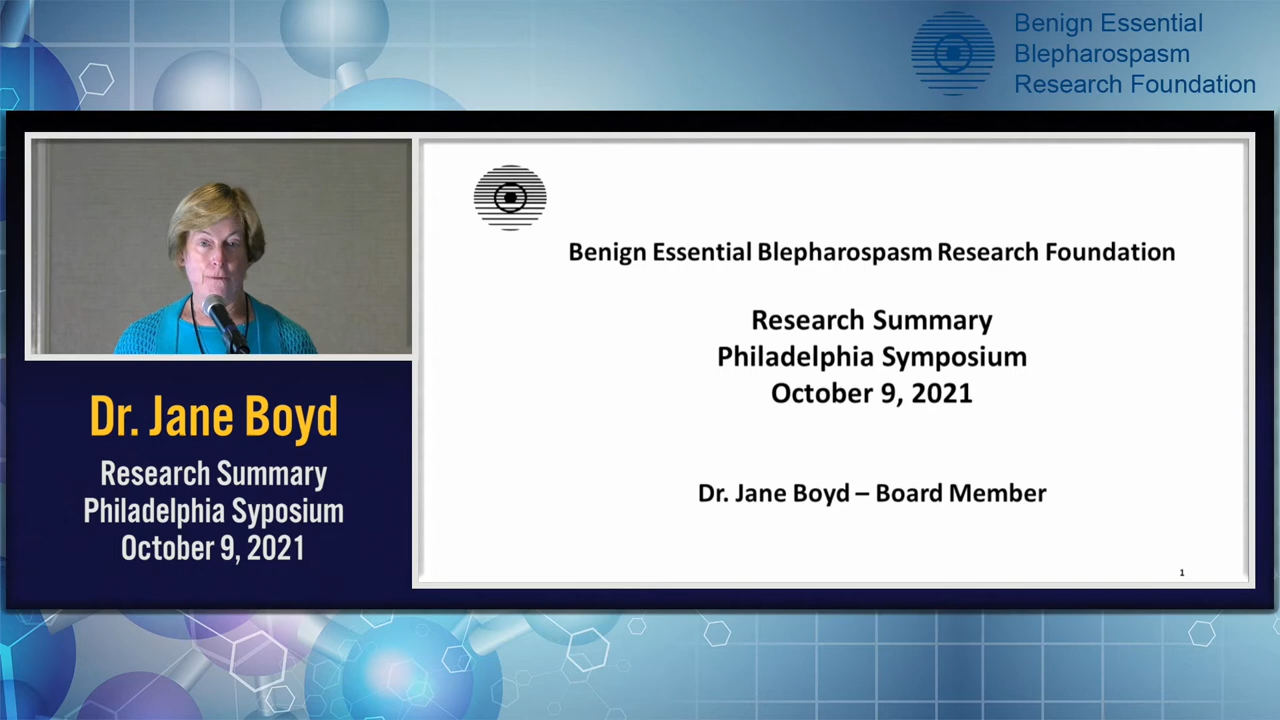 Benign Essential
Blepharospasm
Research Foundation
Dr. Jane Boyd
Research Summary
Philadelphia Syposium
October 9, 2021
Benign Essential Blepharospasm Research Foundation
Research Summary
Philadelphia Symposium
October 9, 2021
Dr. Jane Boyd – Board Member
1